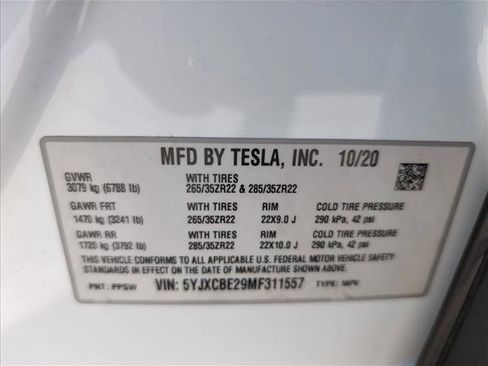 MFD BY TESLA, INC. 10/20
GVWR WITH TIRES
3079 kg (6788 lb) 265/35ZR22 & 285/35ZR22
GAWR FRT WITH TIRES RIM COLD TIRE PRESSURE
1470 kg (3241 lb) 265/35ZR22 22X9.0 J 290 kPa, 42 psi
GAWR RR WITH TIRES RIM COLD TIRE PRESSURE
1720 kg (3792 lb) 285/35ZR22 22X10.0 J 290 kPa, 42 psi
THIS VEHICLE CONFORMS TO ALL APPLICABLE U.S. FEDERAL MOTOR VEHICLE SAFETY
STANDARDS IN EFFECT ON THE DATE OF MANUFACTURE SHOWN ABOVE.
PNT: PPSW VIN: 5YJXCBE29MF311557 TYPE: MPV